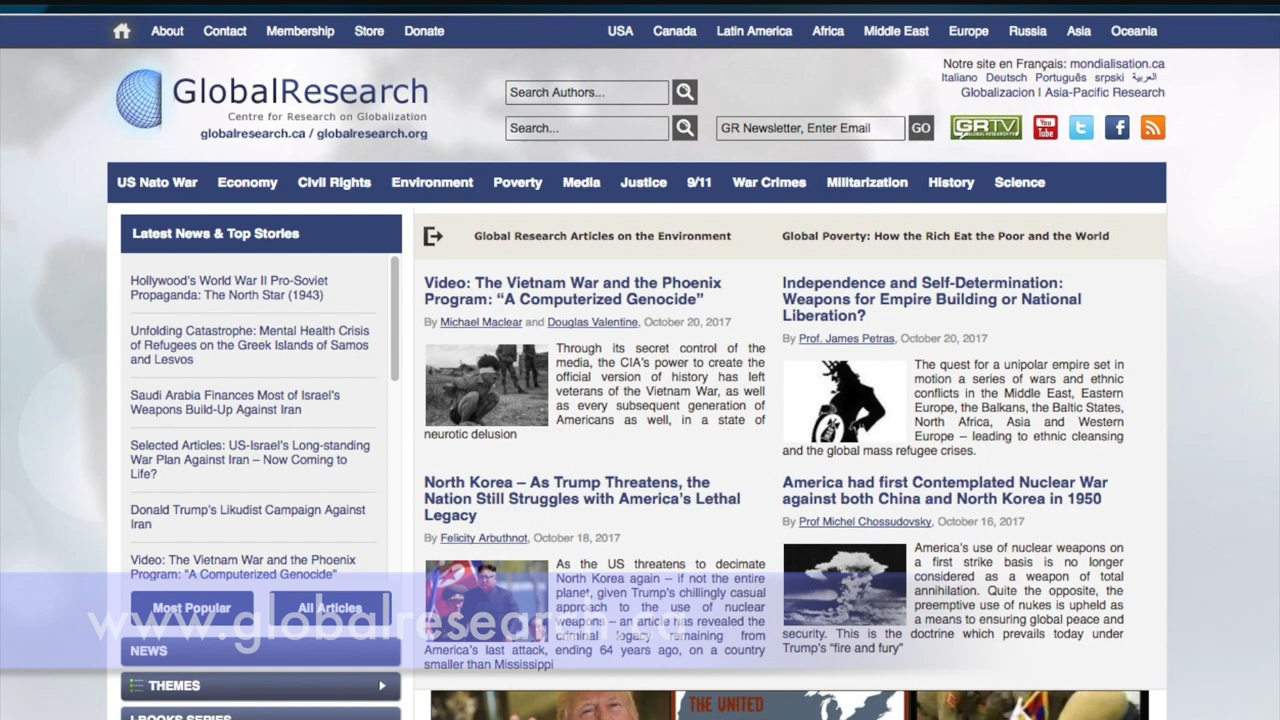 About Contact Membership Store Donate USA Canada Latin America Africa Middle East Europe Russia Asia Oceania
Notre site en Français: mondialisation.ca
Italiano Deutsch Português srpski العربية
Globalizacion | Asia-Pacific Research
GlobalResearch
Centre for Research on Globalization
globalresearch.ca / globalresearch.org
Search Authors...
Search...
GR Newsletter, Enter Email GO
GRTV
You Tube
US Nato War Economy Civil Rights Environment Poverty Media Justice 9/11 War Crimes Militarization History Science
Latest News & Top Stories
Hollywood's World War II Pro-Soviet
Propaganda: The North Star (1943)
Unfolding Catastrophe: Mental Health Crisis
of Refugees on the Greek Islands of Samos
and Lesvos
Saudi Arabia Finances Most of Israel's
Weapons Build-Up Against Iran
Selected Articles: US-Israel's Long-standing
War Plan Against Iran – Now Coming to
Life?
Donald Trump's Likudist Campaign Against
Iran
Video: The Vietnam War and the Phoenix
Program: “A Computerized Genocide”
Most Popular All Articles
NEWS
THEMES
I-BOOKS SERIES
Global Research Articles on the Environment
Global Poverty: How the Rich Eat the Poor and the World
Video: The Vietnam War and the Phoenix
Program: “A Computerized Genocide”
By Michael Maclear and Douglas Valentine, October 20, 2017
Through its secret control of the
media, the CIA's power to create the
official version of history has left
veterans of the Vietnam War, as well
as every subsequent generation of
Americans as well, in a state of
neurotic delusion
Independence and Self-Determination:
Weapons for Empire Building or National
Liberation?
By Prof. James Petras, October 20, 2017
The quest for a unipolar empire set in
motion a series of wars and ethnic
conflicts in the Middle East, Eastern
Europe, the Balkans, the Baltic States,
North Africa, Asia and Western
Europe – leading to ethnic cleansing
and the global mass refugee crises.
North Korea – As Trump Threatens, the
Nation Still Struggles with America's Lethal
Legacy
By Felicity Arbuthnot, October 18, 2017
As the US threatens to decimate
North Korea again – if not the entire
planet, given Trump's chillingly casual
approach to the use of nuclear
weapons – an article has revealed the
criminal legacy remaining from
America's last attack, ending 64 years ago, on a country
smaller than Mississippi
America had first Contemplated Nuclear War
against both China and North Korea in 1950
By Prof Michel Chossudovsky, October 16, 2017
America's use of nuclear weapons on
a first strike basis is no longer
considered as a weapon of total
annihilation. Quite the opposite, the
preemptive use of nukes is upheld as
a means to ensuring global peace and
security. This is the doctrine which prevails today under
Trump's “fire and fury”
www.globalresearch.ca
THE UNITED